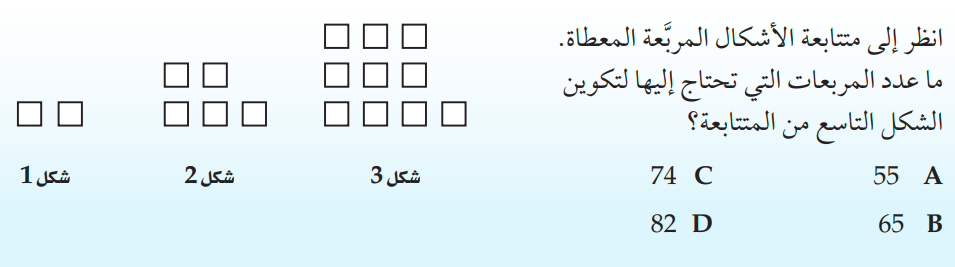 انظر إلى متتابعة الأشكال المربَّعة المعطاة.
ما عدد المربعات التي تحتاج إليها لتكوين
الشكل التاسع من المتتابعة؟
A 55
C 74
B 65
D 82
شكل 1
شكل 2
شكل 3